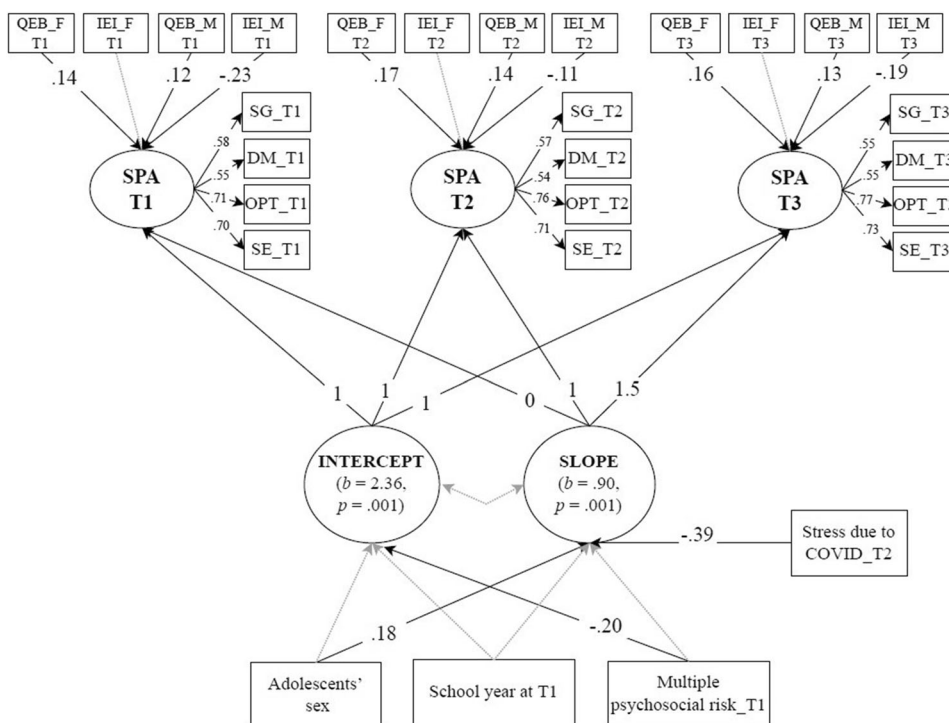 QEB_F IEI_F QEB_M IEI_M QEB_F IEI_F QEB_M IEI_M QEB_F IEI_F QEB_M IEI_M
T1 T1 T1 T1 T2 T2 T2 T2 T3 T3 T3 T3
.14 .12 -.23 .17 .14 -.11 .16 .13 -.19
SG_T1 SG_T2 SG_T3
.58 .57 .55
DM_T1 DM_T2 DM_T3
.55 .54 .55
SPA SPA SPA
T1 T2 T3
.71 OPT_T1 .76 OPT_T2 .77
.70 .71 .73
SE_T1 SE_T2 SE_T3
1 1 1 0 1 1.5
INTERCEPT SLOPE
(b = 2.36, (b = .90,
p = .001) p = .001)
-.39
Stress due to
COVID_T2
.18 -.20
Adolescents'
sex
School year at T1
Multiple
psychosocial risk_T1